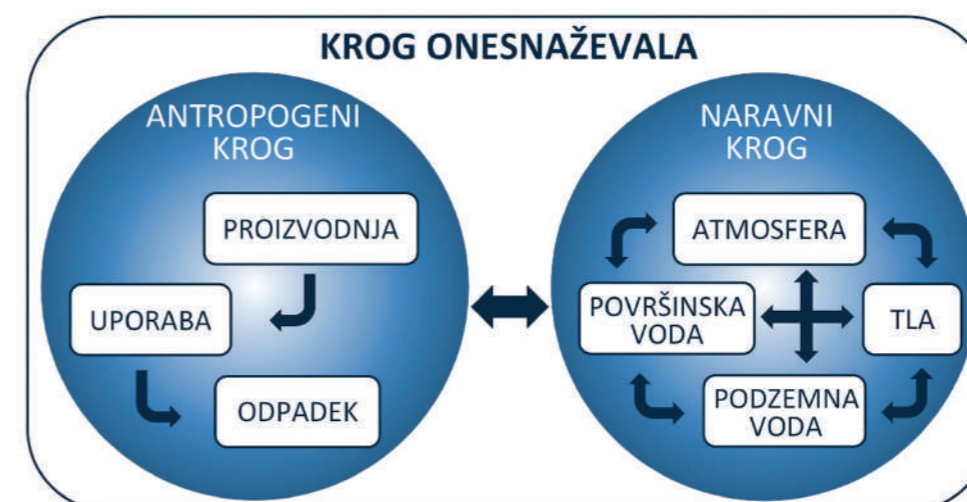 KROG ONESNAŽEVALA
ANTROPOGENI
KROG
PROIZVODNJA
UPORABA
ODPADEK
NARAVNI
KROG
ATMOSFERA
POVRŠINSKA
VODA
TLA
PODZEMNA
VODA